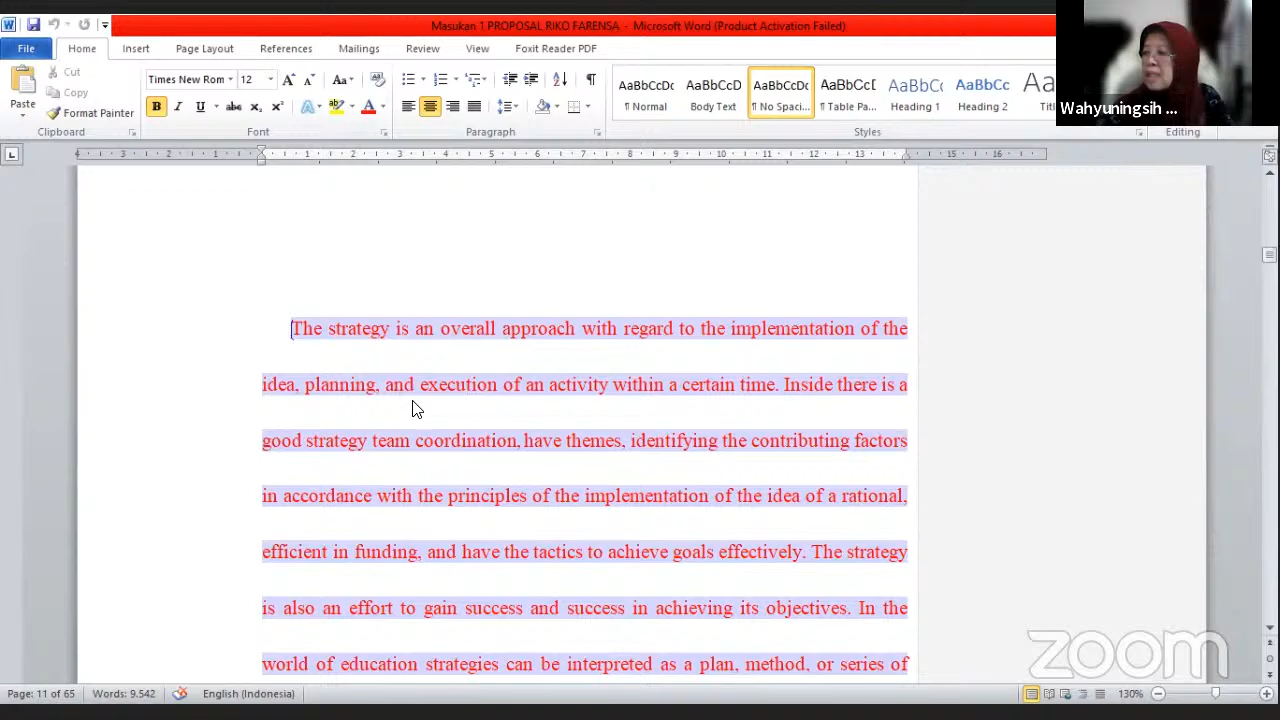 Masukan 1 PROPOSAL RIKO FARENSA - Microsoft Word (Product Activation Failed)
File Home Insert Page Layout References Mailings Review View Foxit Reader PDF
Paste
Cut
Copy
Format Painter
Clipboard
Times New Rom 12
Font
Paragraph
AaBbCcDc AaBbCcD AaBbCcDc AaBbCcD AaBbC AaBbCc
¶ Normal Body Text ¶ No Spaci... ¶ Table Pa... Heading 1 Heading 2
Styles
Editing
Wahyuningsih ...
The strategy is an overall approach with regard to the implementation of the
idea, planning, and execution of an activity within a certain time. Inside there is a
good strategy team coordination, have themes, identifying the contributing factors
in accordance with the principles of the implementation of the idea of a rational,
efficient in funding, and have the tactics to achieve goals effectively. The strategy
is also an effort to gain success and success in achieving its objectives. In the
world of education strategies can be interpreted as a plan, method, or series of
zoom
Page: 11 of 65 Words: 9.542 English (Indonesia) 130%